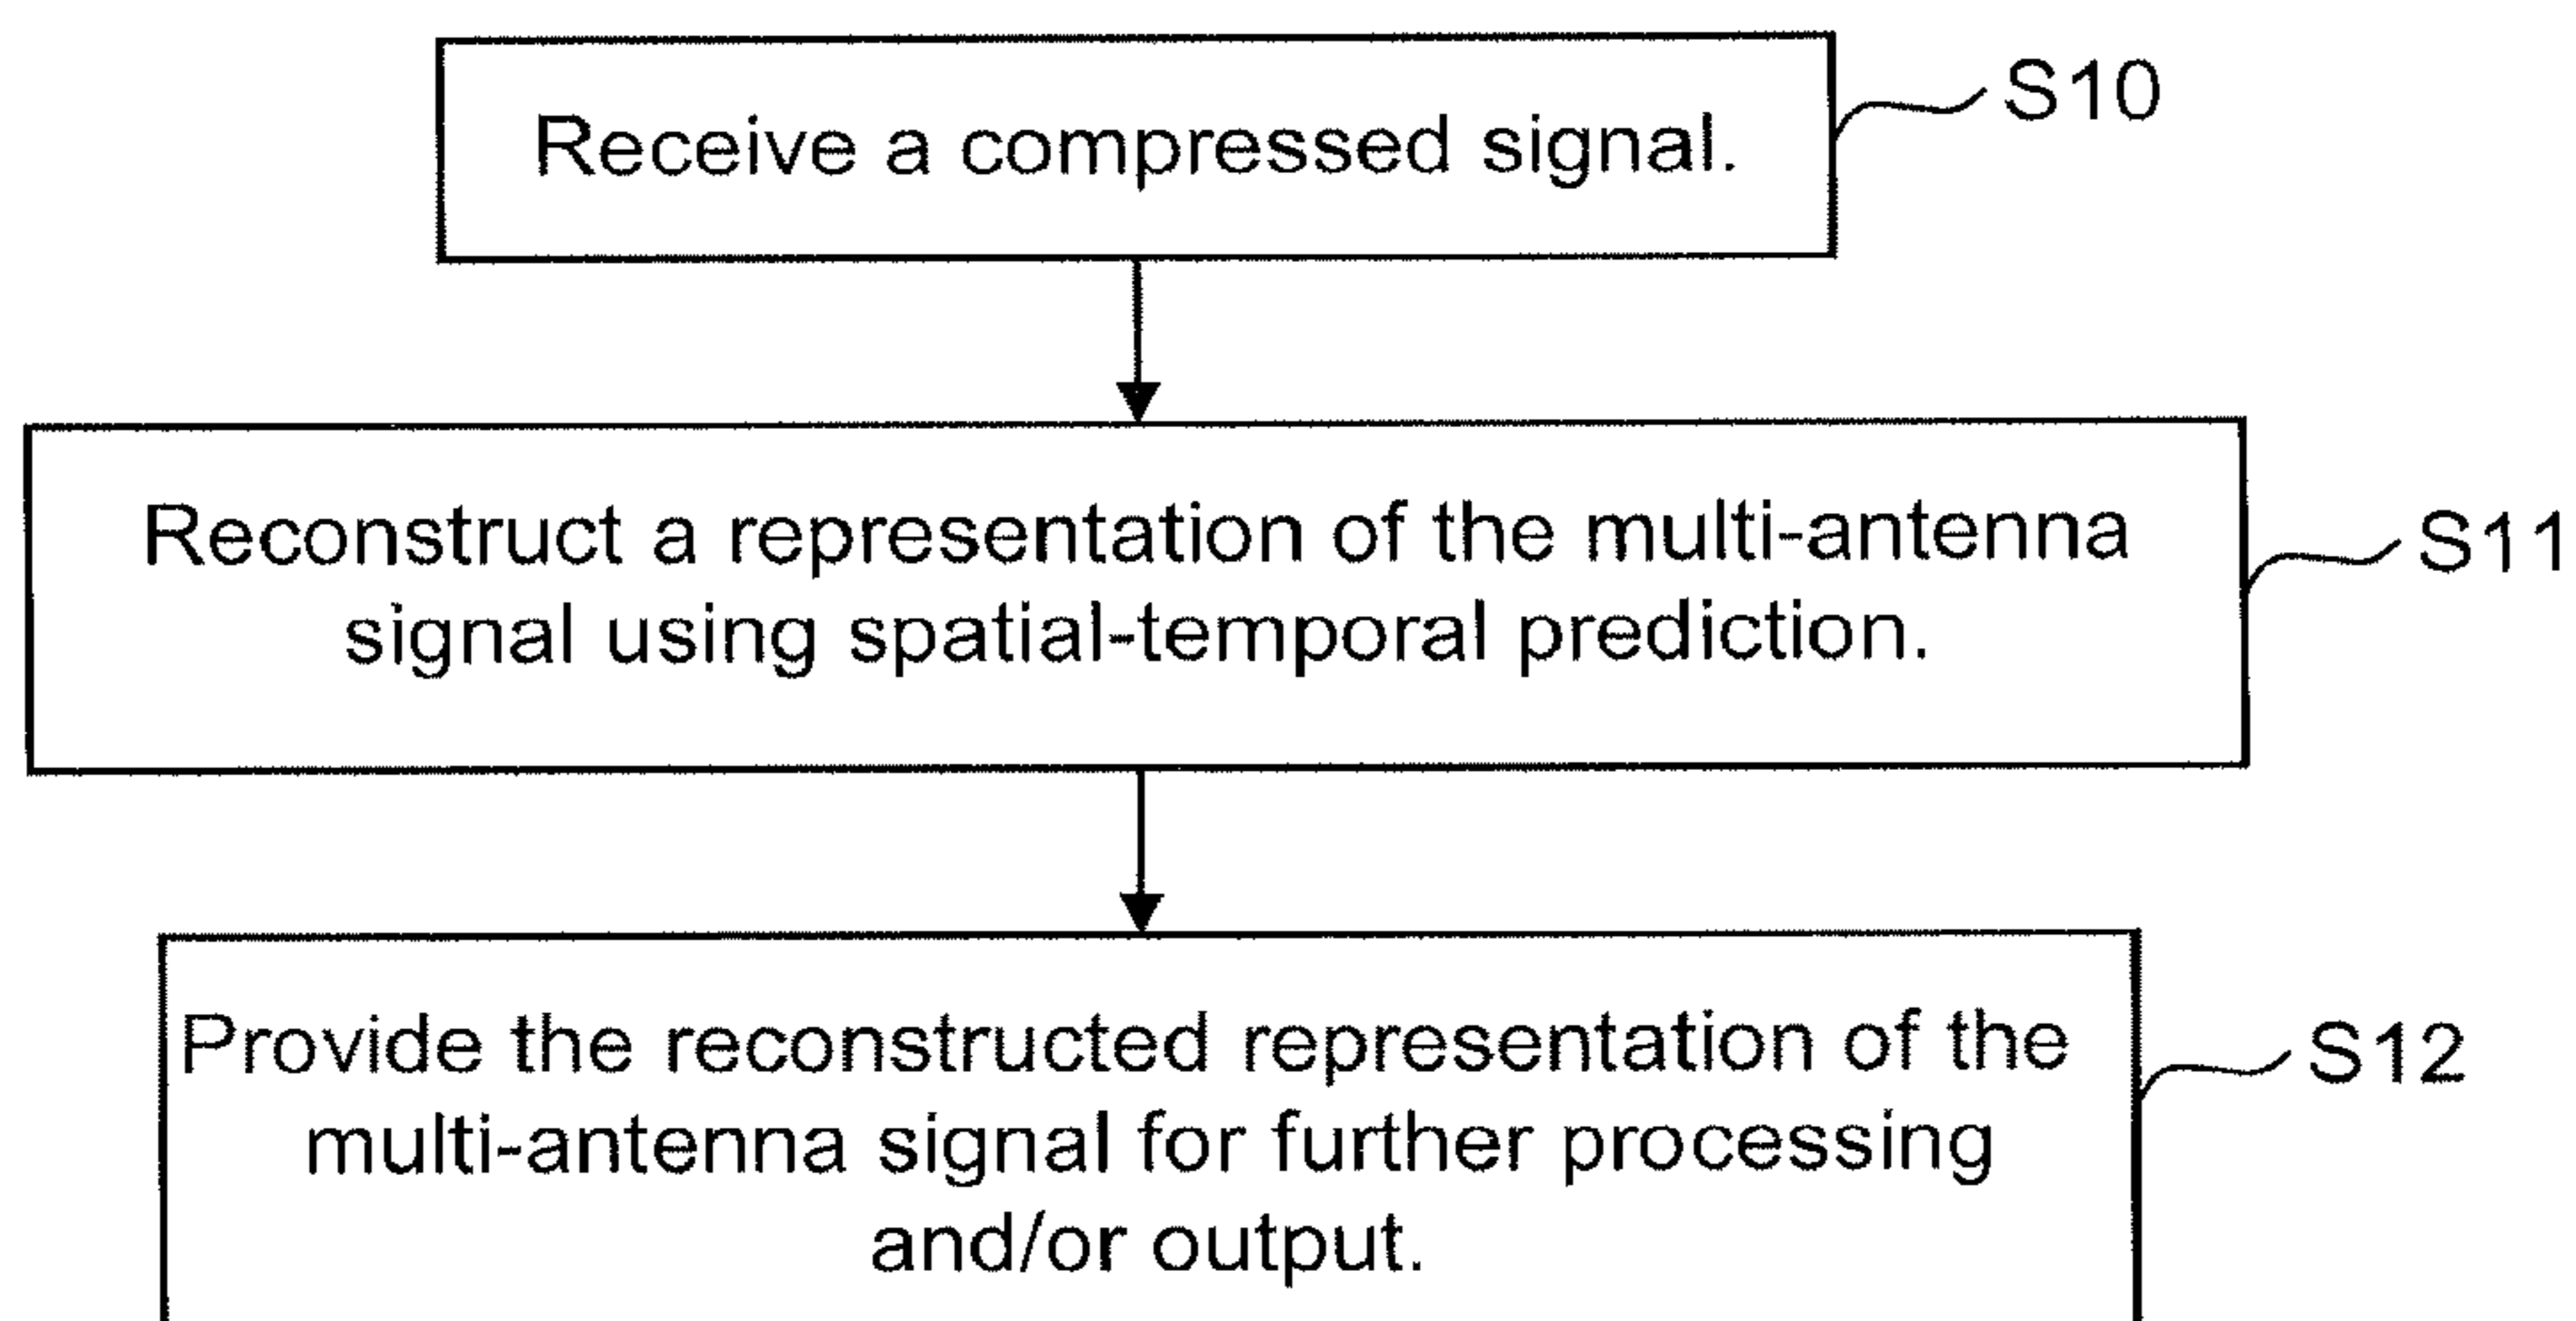 Receive a compressed signal.
S10
Reconstruct a representation of the multi-antenna
signal using spatial-temporal prediction.
S11
Provide the reconstructed representation of the
multi-antenna signal for further processing
and/or output.
S12